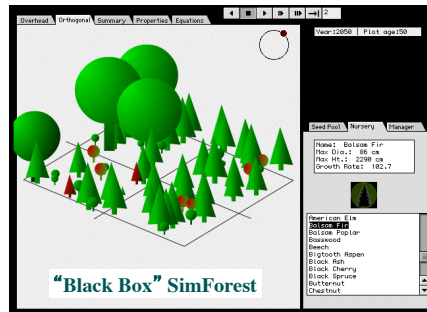 Overhead Orthogonal Summary Properties Equations
2
Year:2050 Plot age:50
Seed Pool Nursery Manager
Name: Balsam Fir
Max Dia.: 86 cm
Max Ht.: 2290 cm
Growth Rate: 102.7
American Elm
Balsam Fir
Balsam Poplar
Basswood
Beech
Bigtooth Aspen
Black Ash
Black Cherry
Black Spruce
Butternut
Chestnut
“Black Box” SimForest